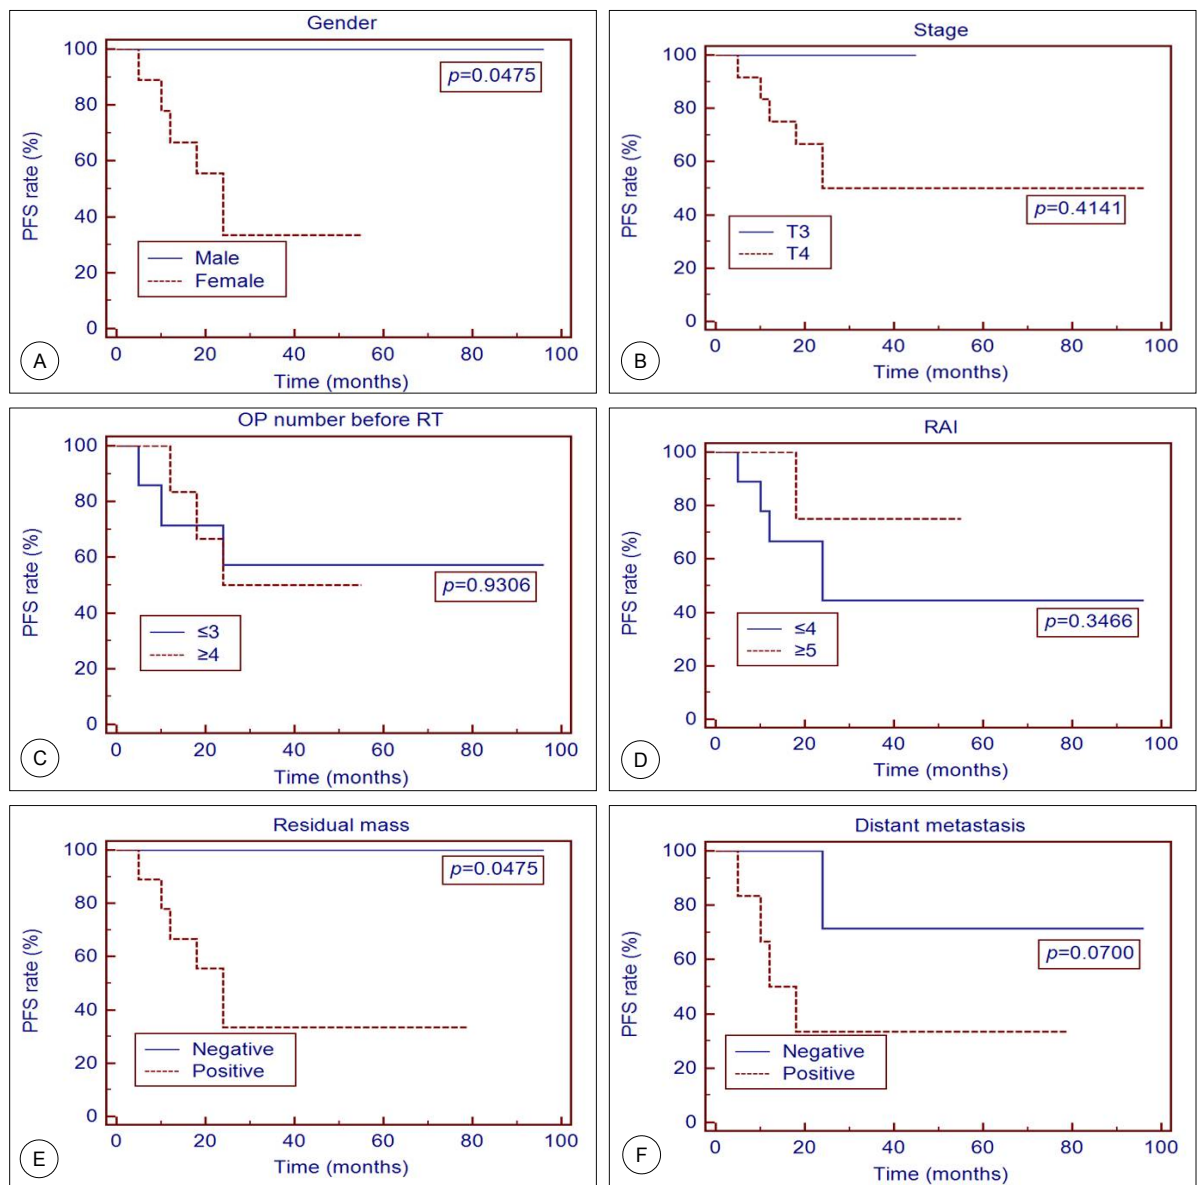 Gender
PFS rate (%)
100
80
60
40
20
0
p=0.0475
Male
Female
0 20 40 60 80 100
Time (months)
A
Stage
PFS rate (%)
100
80
60
40
20
0
p=0.4141
T3
T4
0 20 40 60 80 100
Time (months)
B
OP number before RT
PFS rate (%)
100
80
60
40
20
0
p=0.9306
≤3
≥4
0 20 40 60 80 100
Time (months)
C
RAI
PFS rate (%)
100
80
60
40
20
0
p=0.3466
≤4
≥5
0 20 40 60 80 100
Time (months)
D
Residual mass
PFS rate (%)
100
80
60
40
20
0
p=0.0475
Negative
Positive
0 20 40 60 80 100
Time (months)
E
Distant metastasis
PFS rate (%)
100
80
60
40
20
0
p=0.0700
Negative
Positive
0 20 40 60 80 100
Time (months)
F